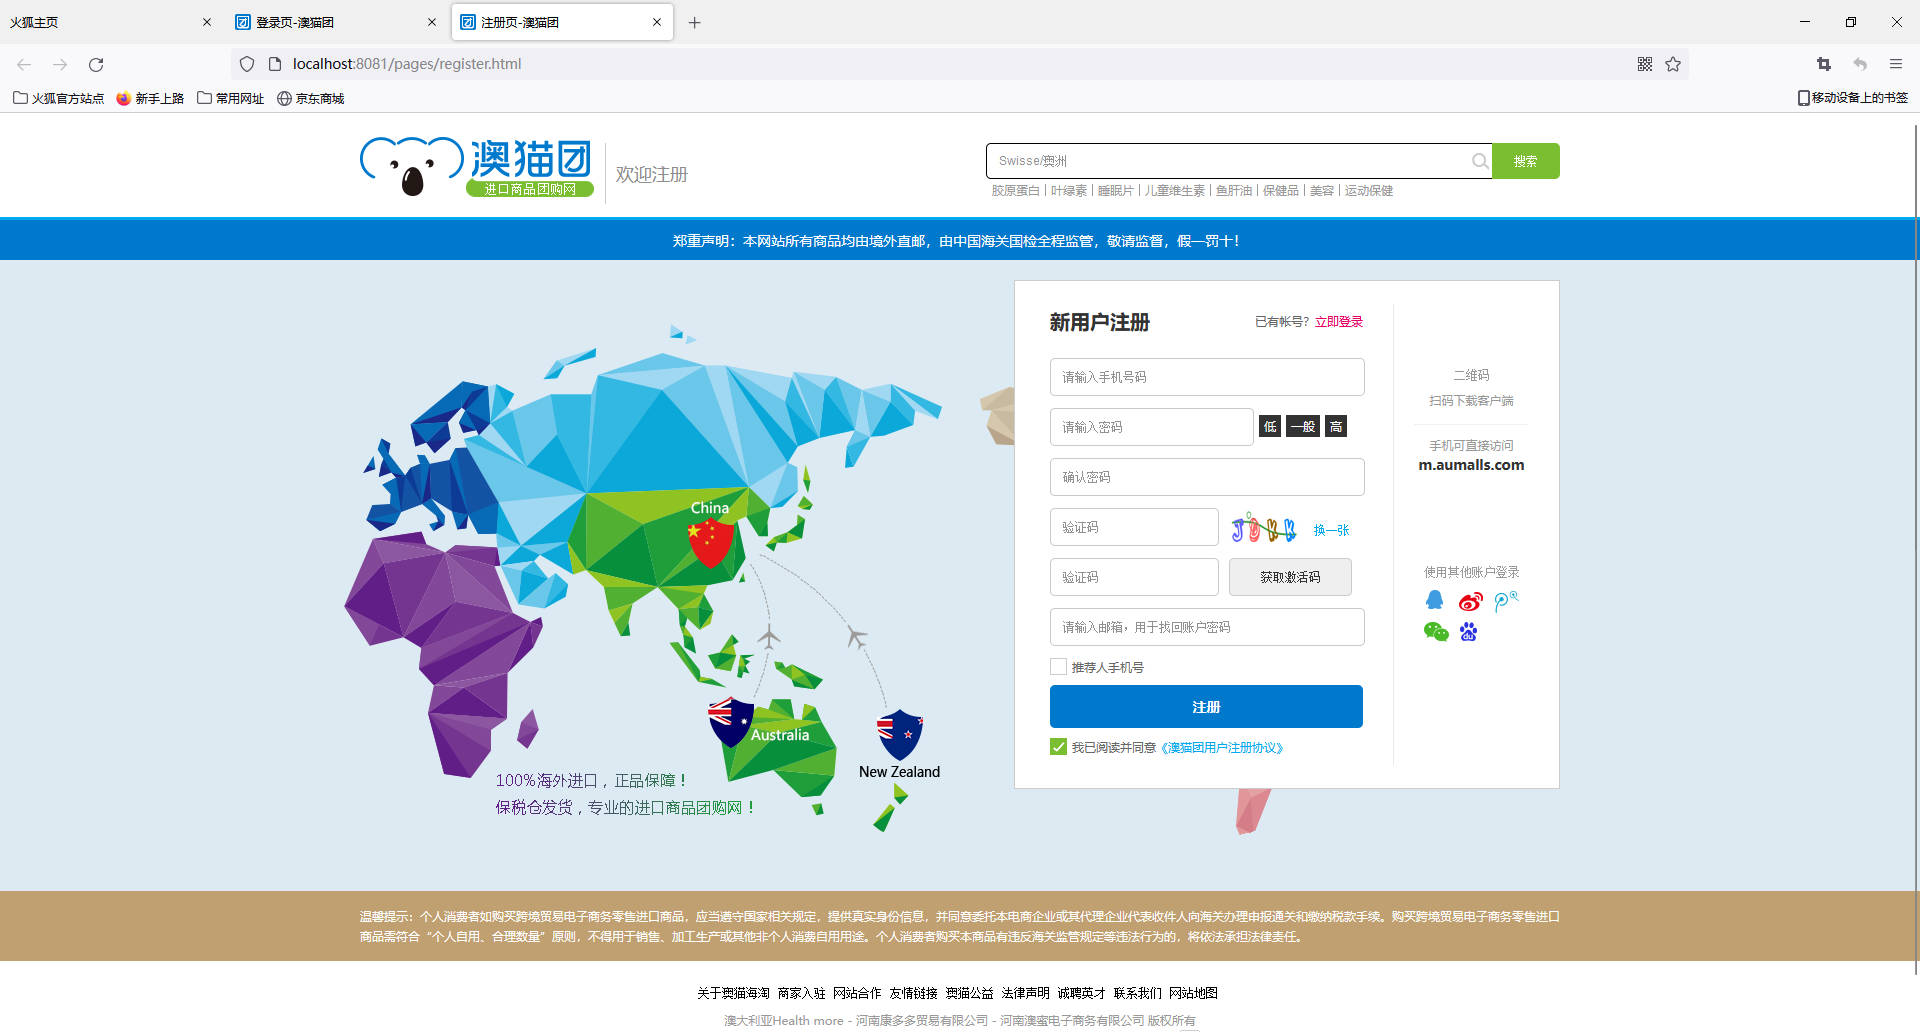 火狐主页
登录页-澳猫团
注册页-澳猫团
localhost:8081/pages/register.html
火狐官方站点
新手上路
常用网址
京东商城
移动设备上的书签
澳猫团
进口商品团购网
欢迎注册
Swisse/澳洲
搜索
胶原蛋白 | 叶绿素 | 睡眠片 | 儿童维生素 | 鱼肝油 | 保健品 | 美容 | 运动保健
郑重声明：本网站所有商品均由境外直邮，由中国海关国检全程监管，敬请监督，假一罚十！
新用户注册
已有帐号？立即登录
请输入手机号码
请输入密码
低 一般 高
确认密码
验证码
换一张
验证码
获取激活码
请输入邮箱，用于找回账户密码
推荐人手机号
注册
我已阅读并同意《澳猫团用户注册协议》
二维码
扫码下载客户端
手机可直接访问
m.aumalls.com
使用其他账户登录
China
Australia
New Zealand
100%海外进口，正品保障！
保税仓发货，专业的进口商品团购网！
温馨提示：个人消费者如购买跨境贸易电子商务零售进口商品，应当遵守国家相关规定，提供真实身份信息，并同意委托本电商企业或其代理企业代表收件人向海关办理申报通关和缴纳税款手续。购买跨境贸易电子商务零售进口
商品需符合“个人自用、合理数量”原则，不得用于销售、加工生产或其他非个人消费自用用途。个人消费者购买本商品有违反海关监管规定等违法行为的，将依法承担法律责任。
关于澳猫海淘 商家入驻 网站合作 友情链接 澳猫公益 法律声明 诚聘英才 联系我们 网站地图
澳大利亚Health more - 河南康多多贸易有限公司 - 河南澳蜜电子商务有限公司 版权所有